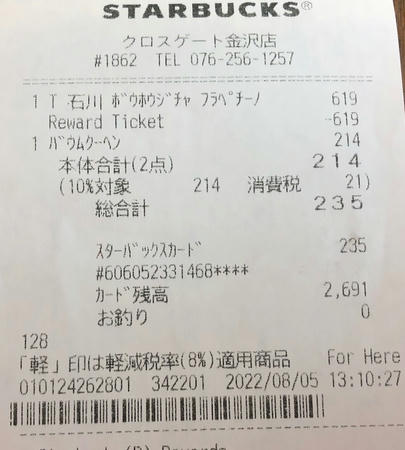 STARBUCKS®
クロスゲート金沢店
#1862 TEL 076-256-1257
1 T 石川 ﾎﾞｳﾎｳｼﾞﾁｬ ﾌﾗﾍﾟﾁｰﾉ 619
Reward Ticket -619
1 ﾊﾞｳﾑｸｰﾍﾝ 214
本体合計(2点) 214
(10%対象 214 消費税 21)
総合計 235
ｽﾀｰﾊﾞｯｸｽｶｰﾄﾞ 235
#606052331468****
ｶｰﾄﾞ残高 2,691
お釣り 0
128
「軽」印は軽減税率(8%)適用商品 For Here
010124262801 342201 2022/08/05 13:10:27